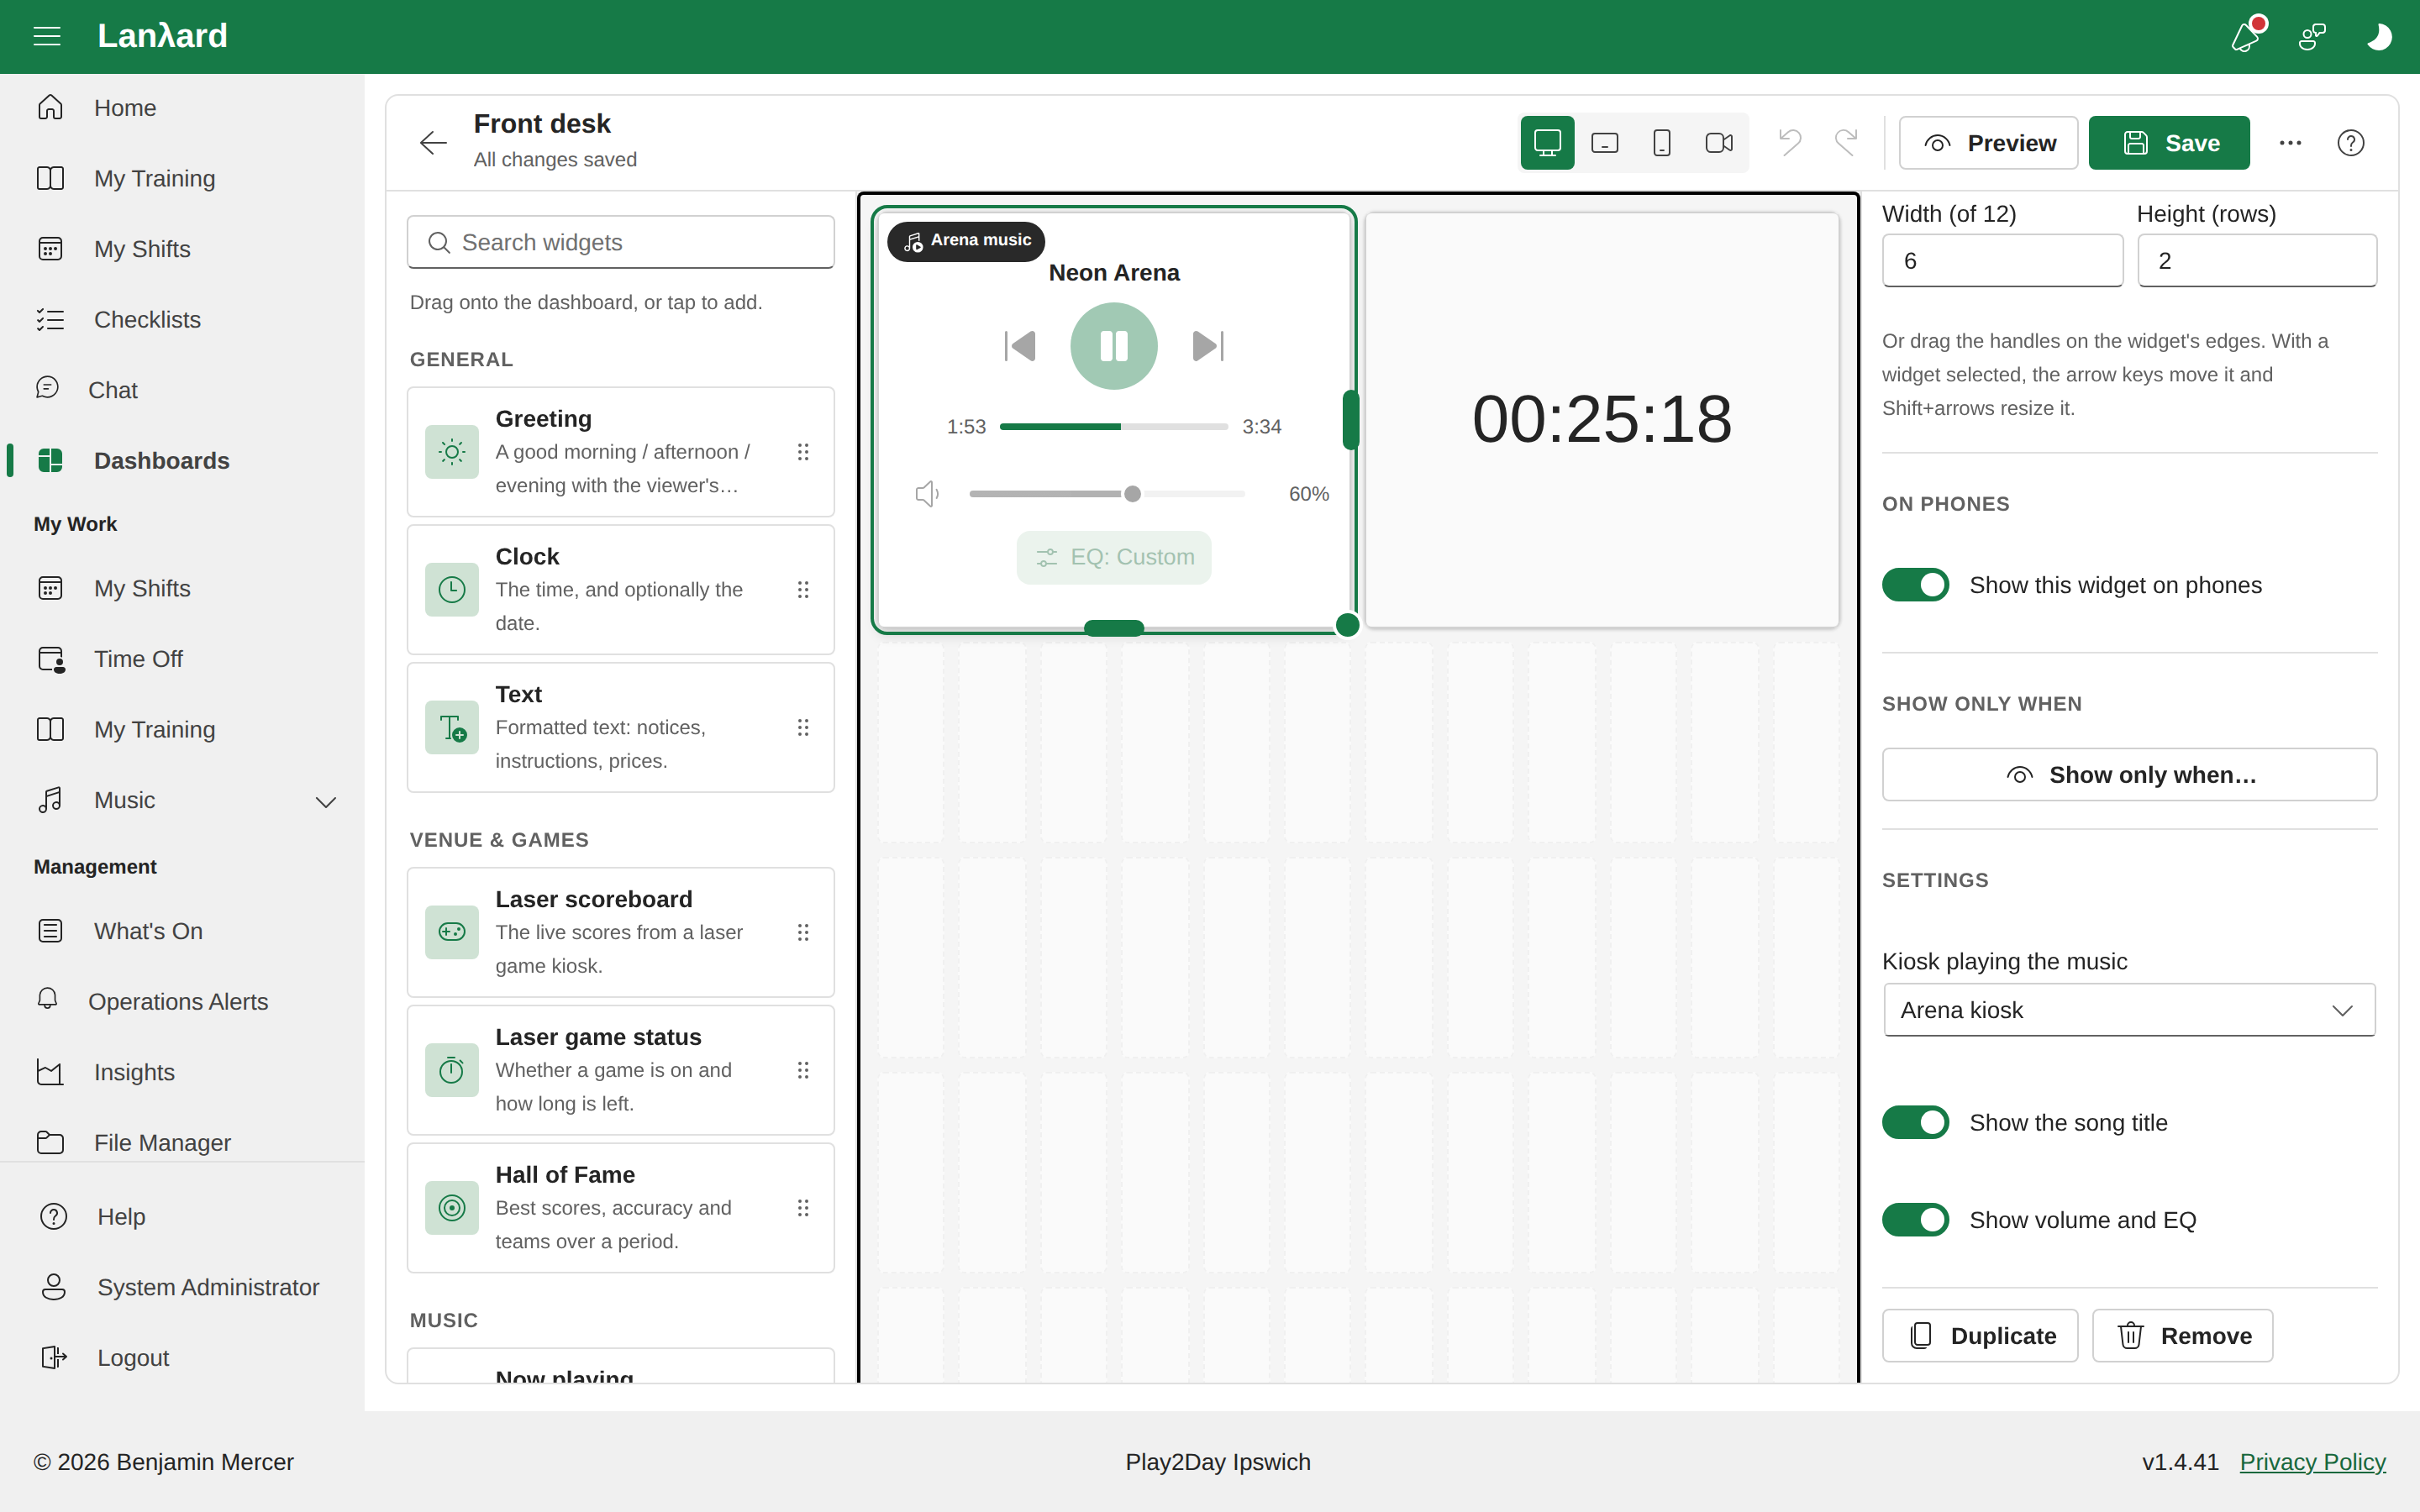 Lanλard
Home
My Training
My Shifts
Checklists
Chat
Dashboards
My Work
My Shifts
Time Off
My Training
Music
Management
What's On
Operations Alerts
Insights
File Manager
Help
System Administrator
Logout
Front desk
All changes saved
Preview
Save
Search widgets
Drag onto the dashboard, or tap to add.
GENERAL
Greeting
A good morning / afternoon /
evening with the viewer's…
Clock
The time, and optionally the
date.
Text
Formatted text: notices,
instructions, prices.
VENUE & GAMES
Laser scoreboard
The live scores from a laser
game kiosk.
Laser game status
Whether a game is on and
how long is left.
Hall of Fame
Best scores, accuracy and
teams over a period.
MUSIC
Now playing
Arena music
Neon Arena
1:53
3:34
60%
EQ: Custom
00:25:18
Width (of 12)
Height (rows)
6
2
Or drag the handles on the widget's edges. With a
widget selected, the arrow keys move it and
Shift+arrows resize it.
ON PHONES
Show this widget on phones
SHOW ONLY WHEN
Show only when…
SETTINGS
Kiosk playing the music
Arena kiosk
Show the song title
Show volume and EQ
Duplicate
Remove
© 2026 Benjamin Mercer
Play2Day Ipswich
v1.4.41
Privacy Policy